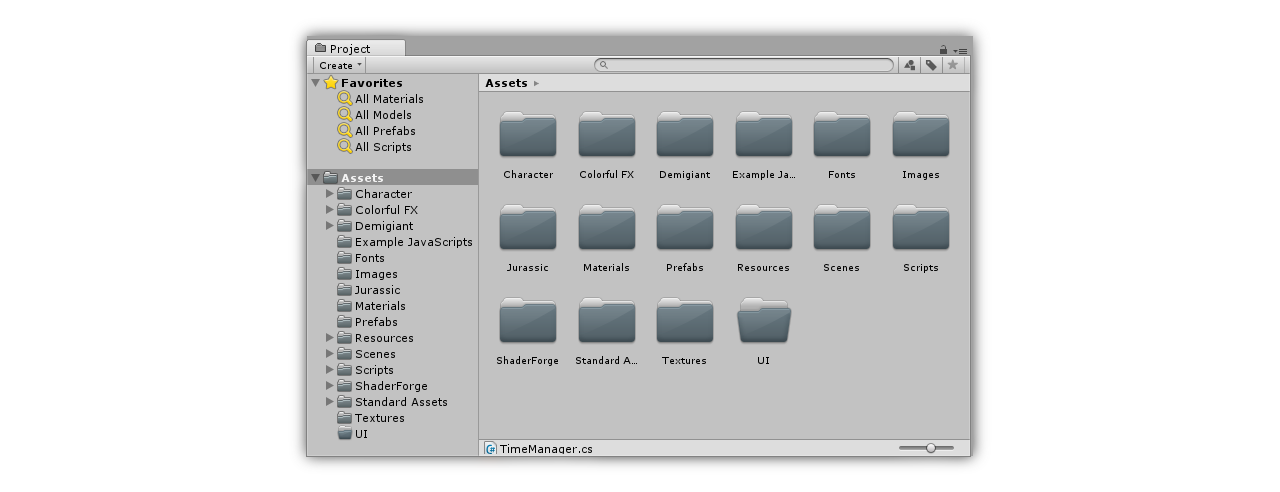 Project
Create
Favorites
All Materials
All Models
All Prefabs
All Scripts
Assets
Character
Colorful FX
Demigiant
Example JavaScripts
Fonts
Images
Jurassic
Materials
Prefabs
Resources
Scenes
Scripts
ShaderForge
Standard Assets
Textures
UI
Assets
Character Colorful FX Demigiant Example Ja... Fonts Images
Jurassic Materials Prefabs Resources Scenes Scripts
ShaderForge Standard A... Textures UI
C# TimeManager.cs